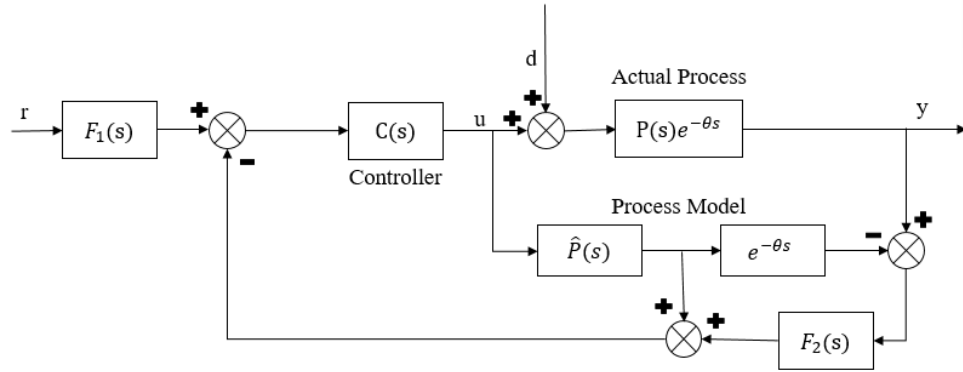 d
Actual Process
r
F₁(s)
+
-
C(s)
u
+
+
P(s)e^{-θs}
y
Controller
Process Model
P̂(s)
e^{-θs}
-
+
+
+
F₂(s)